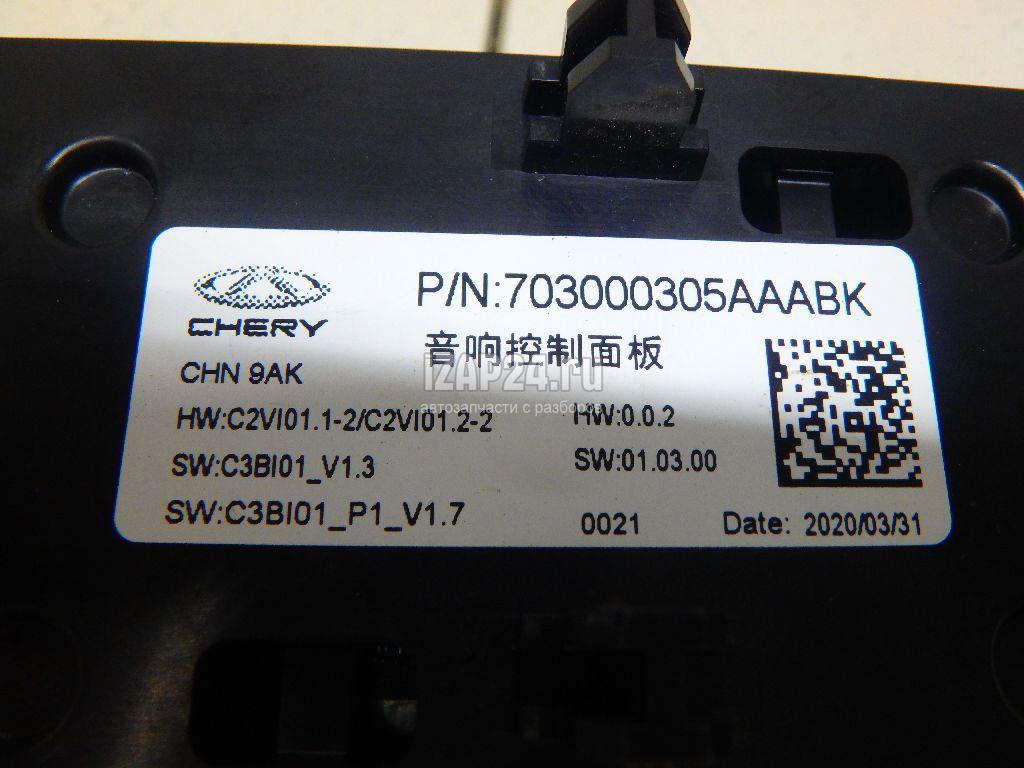 CHERY
P/N:703000305AAABK
音响控制面板
CHN 9AK
IZAP24.ru
автозапчасти с разборов
HW:C2VI01.1-2/C2VI01.2-2
HW:0.0.2
SW:C3BI01_V1.3
SW:01.03.00
SW:C3BI01_P1_V1.7
0021
Date: 2020/03/31